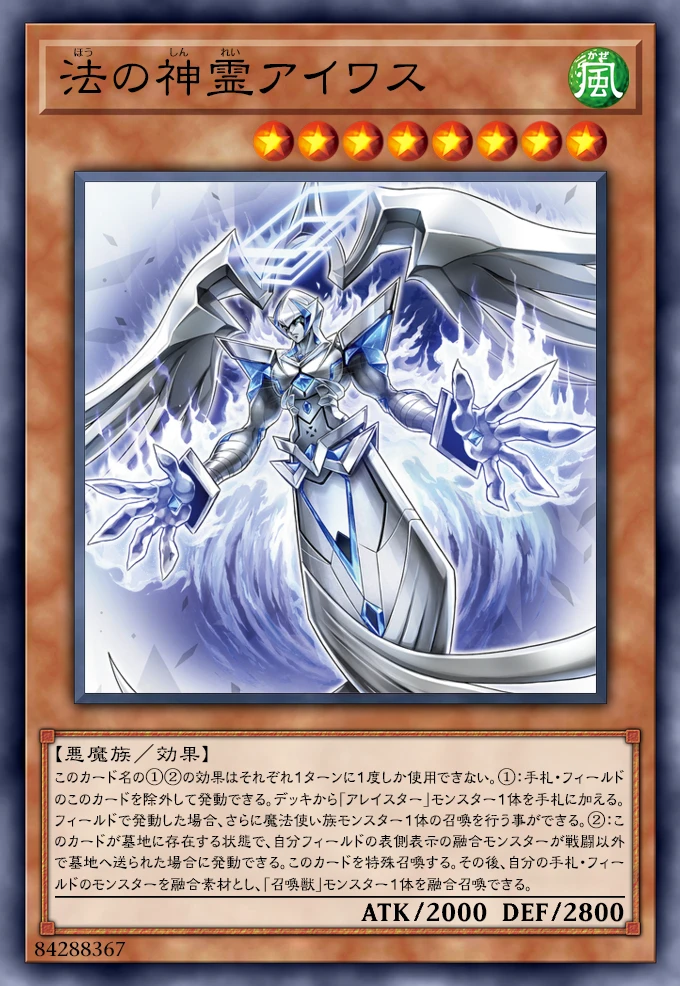 法の神霊アイワス
ほう しん れい
風
かぜ
【悪魔族／効果】
このカード名の①②の効果はそれぞれ1ターンに1度しか使用できない。①：手札・フィールド
のこのカードを除外して発動できる。デッキから「アレイスター」モンスター1体を手札に加える。
フィールドで発動した場合、さらに魔法使い族モンスター1体の召喚を行う事ができる。②：こ
のカードが墓地に存在する状態で、自分フィールドの表側表示の融合モンスターが戦闘以外
で墓地へ送られた場合に発動できる。このカードを特殊召喚する。その後、自分の手札・フィー
ルドのモンスターを融合素材とし、「召喚獣」モンスター1体を融合召喚できる。
ATK/2000 DEF/2800
84288367